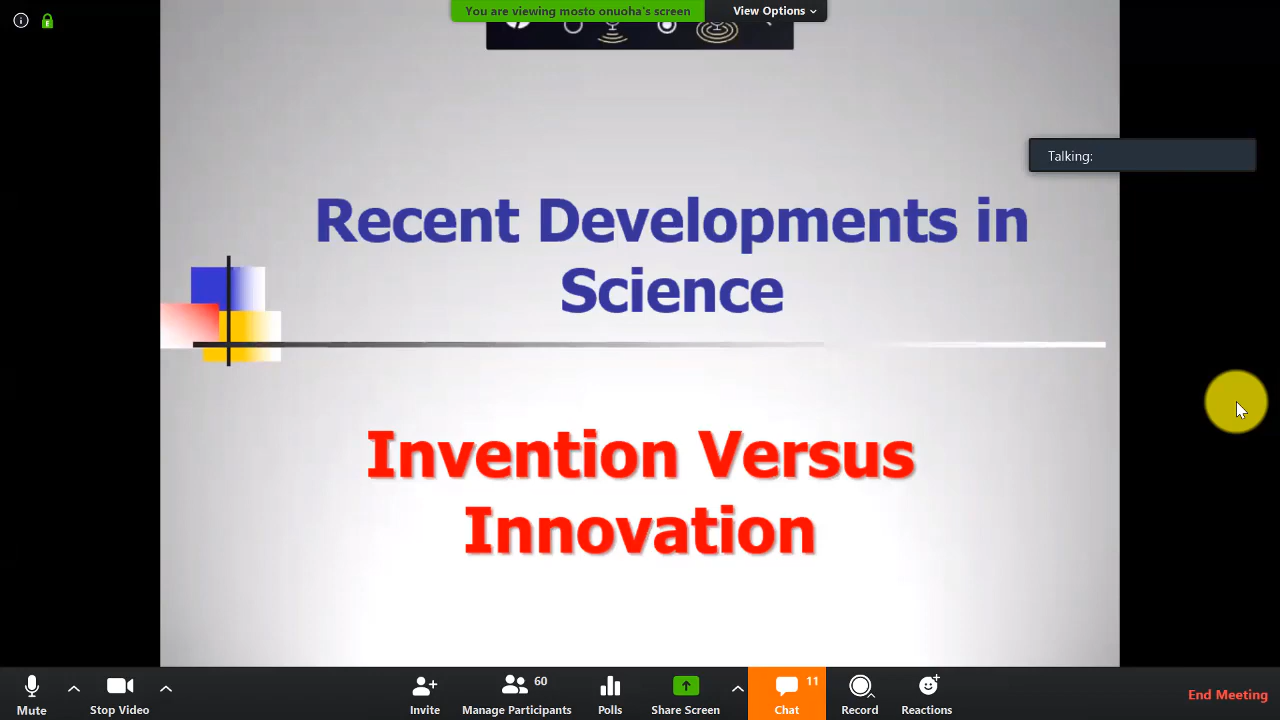 You are viewing mosto onuoha's screen
View Options
Talking:
Recent Developments in
Science
Invention Versus
Innovation
Mute
Stop Video
Invite
60
Manage Participants
Polls
Share Screen
11
Chat
Record
Reactions
End Meeting